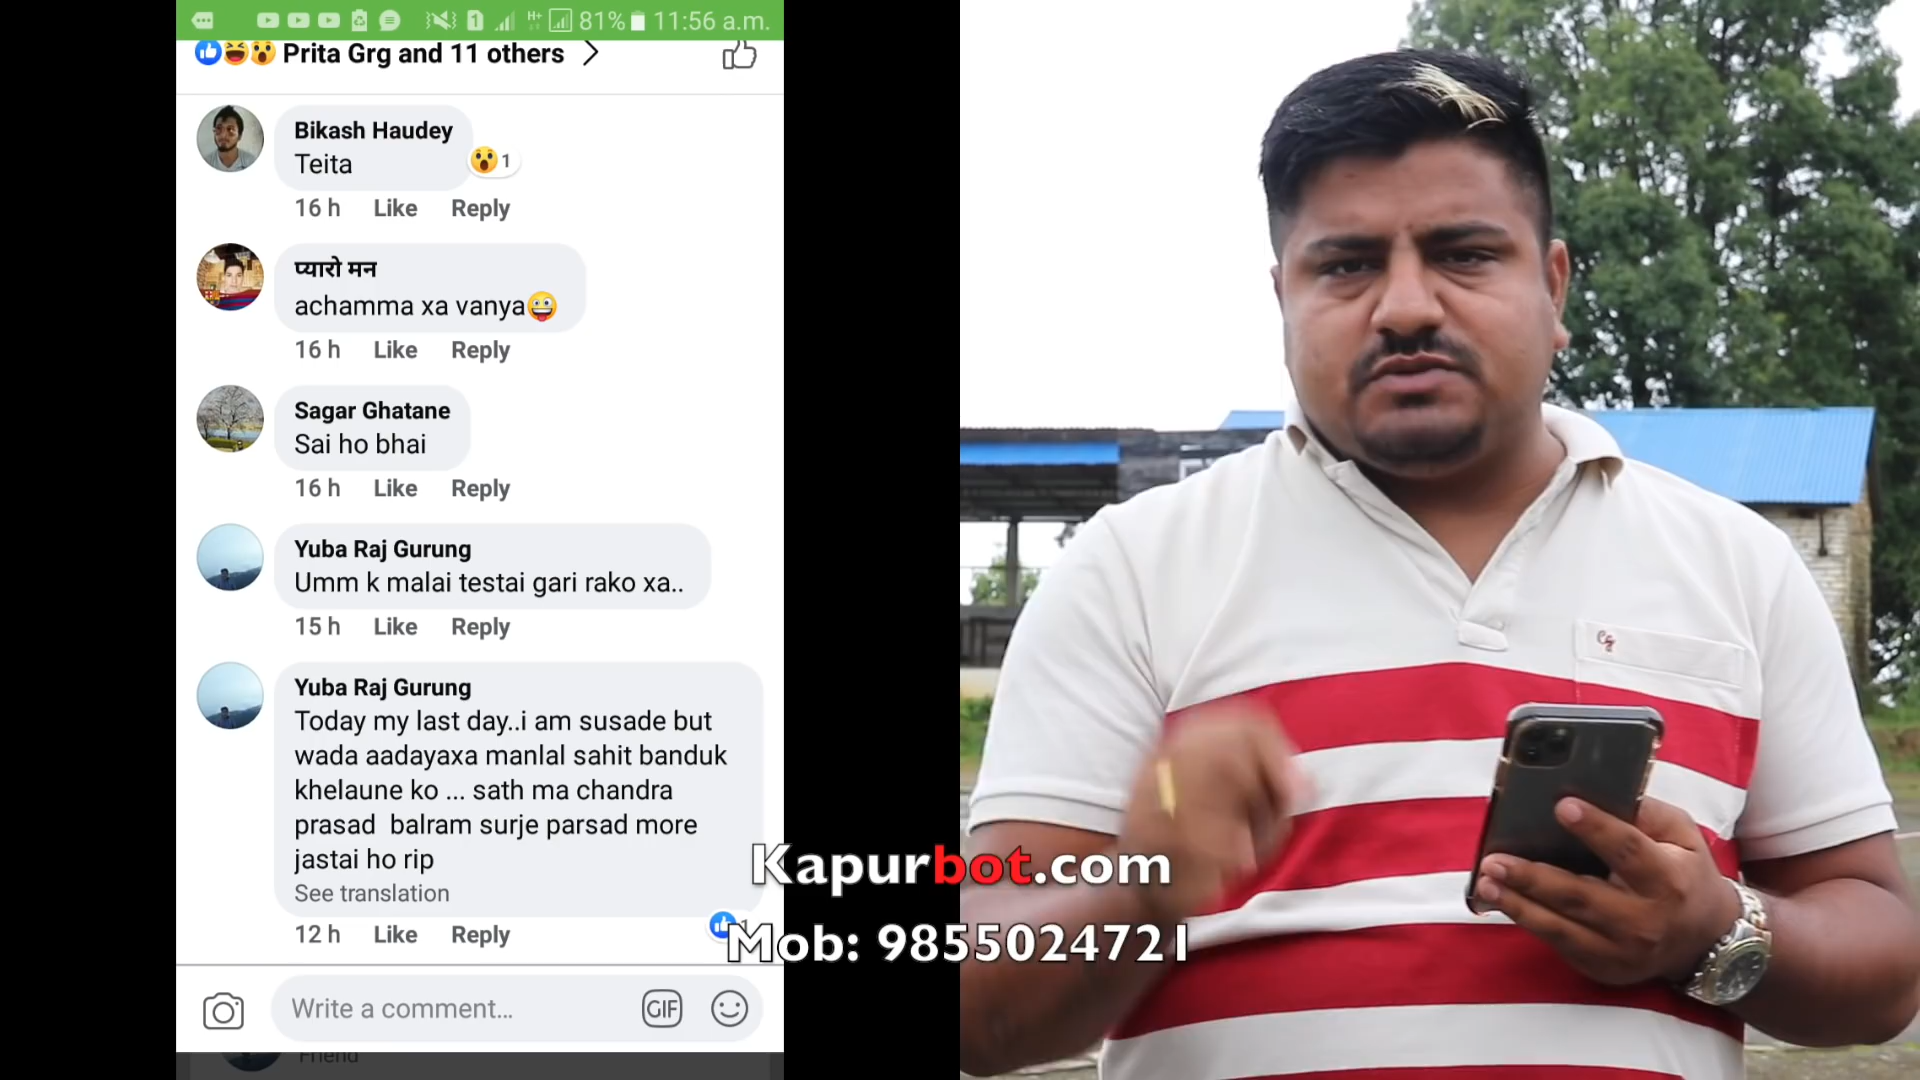 81% 11:56 a.m.
Prita Grg and 11 others
Bikash Haudey
Teita
1
16 h Like Reply
प्यारो मन
achamma xa vanya
16 h Like Reply
Sagar Ghatane
Sai ho bhai
16 h Like Reply
Yuba Raj Gurung
Umm k malai testai gari rako xa..
15 h Like Reply
Yuba Raj Gurung
Today my last day..i am susade but
wada aadayaxa manlal sahit banduk
khelaune ko ... sath ma chandra
prasad balram surje parsad more
jastai ho rip
See translation
12 h Like Reply
Write a comment...
GIF
Friend
Kapurbot.com
Mob: 9855024721